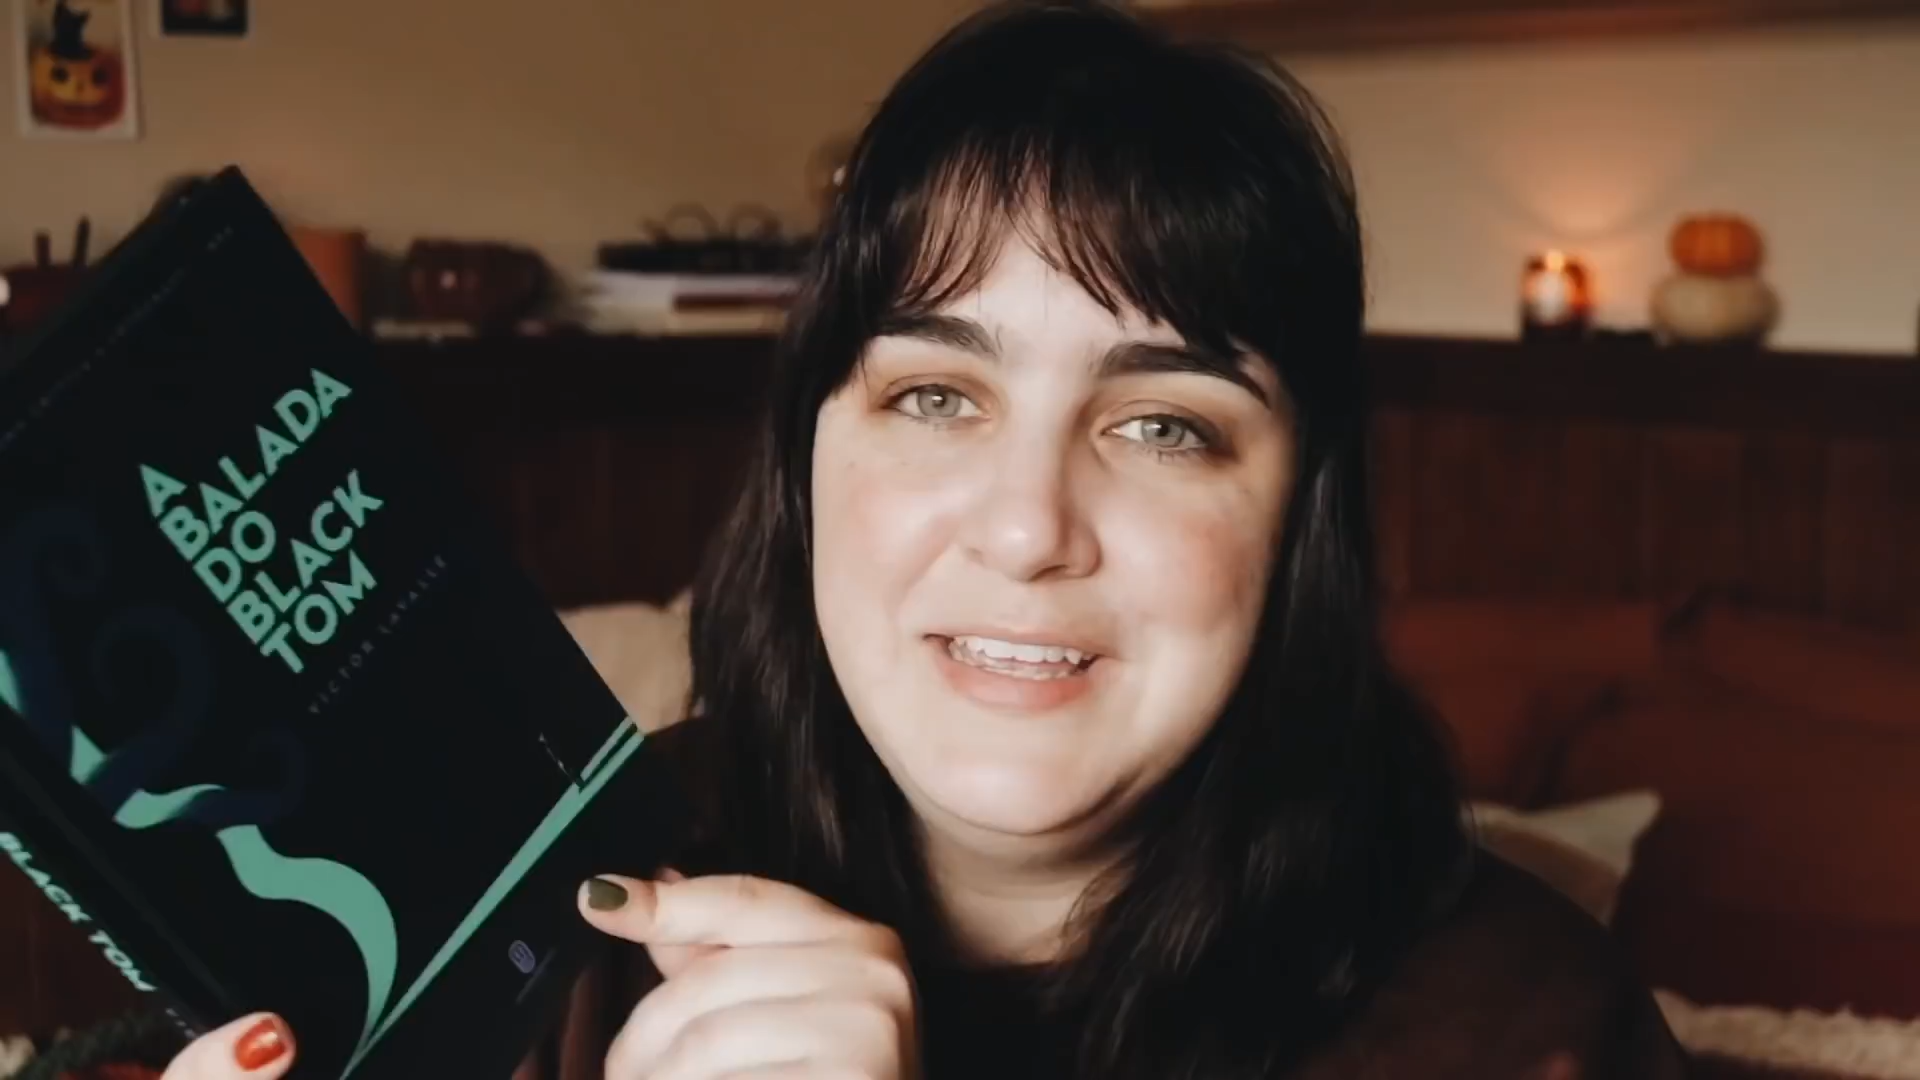 A
BALADA
DO
BLACK
TOM
VICTOR LAVALLE
BLACK TOM